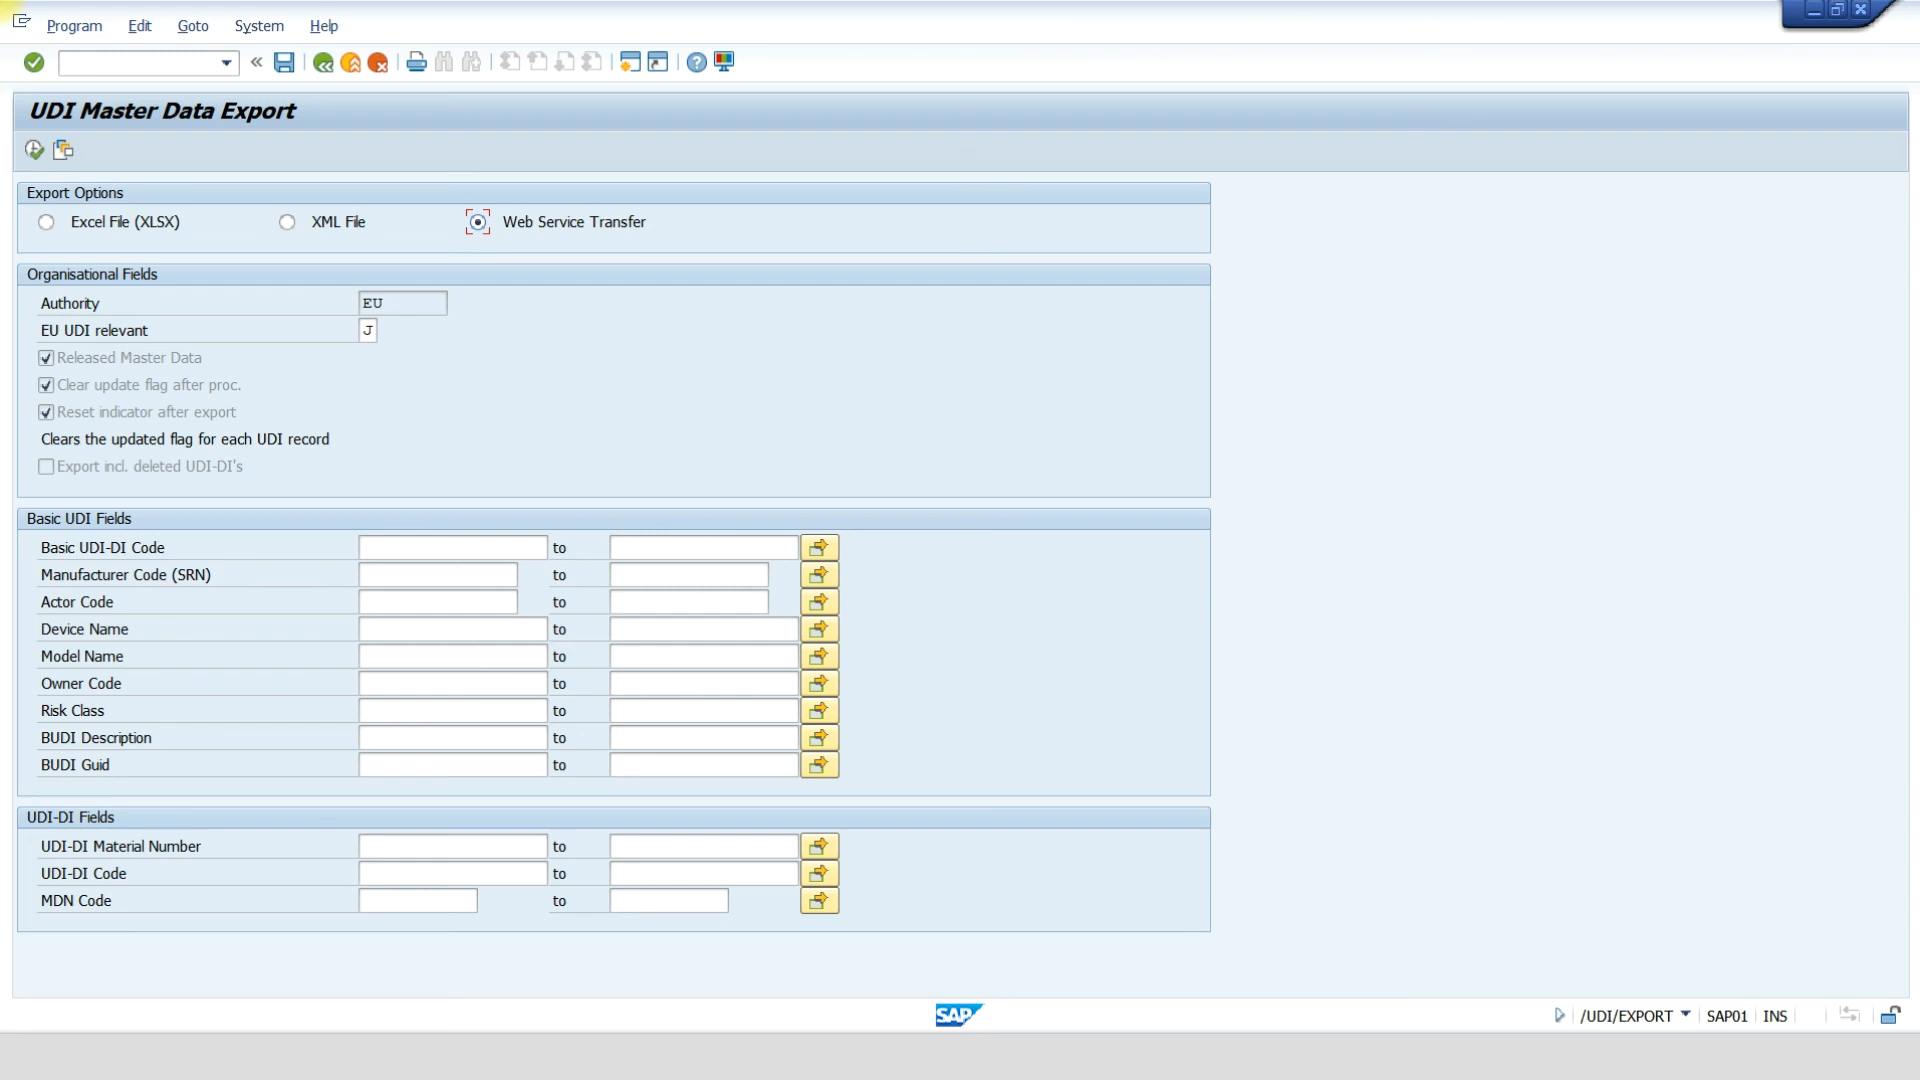 Program Edit Goto System Help
UDI Master Data Export
Export Options
Excel File (XLSX) XML File Web Service Transfer
Organisational Fields
Authority EU
EU UDI relevant J
Released Master Data
Clear update flag after proc.
Reset indicator after export
Clears the updated flag for each UDI record
Export incl. deleted UDI-DI's
Basic UDI Fields
Basic UDI-DI Code to
Manufacturer Code (SRN) to
Actor Code to
Device Name to
Model Name to
Owner Code to
Risk Class to
BUDI Description to
BUDI Guid to
UDI-DI Fields
UDI-DI Material Number to
UDI-DI Code to
MDN Code to
SAP /UDI/EXPORT SAP01 INS